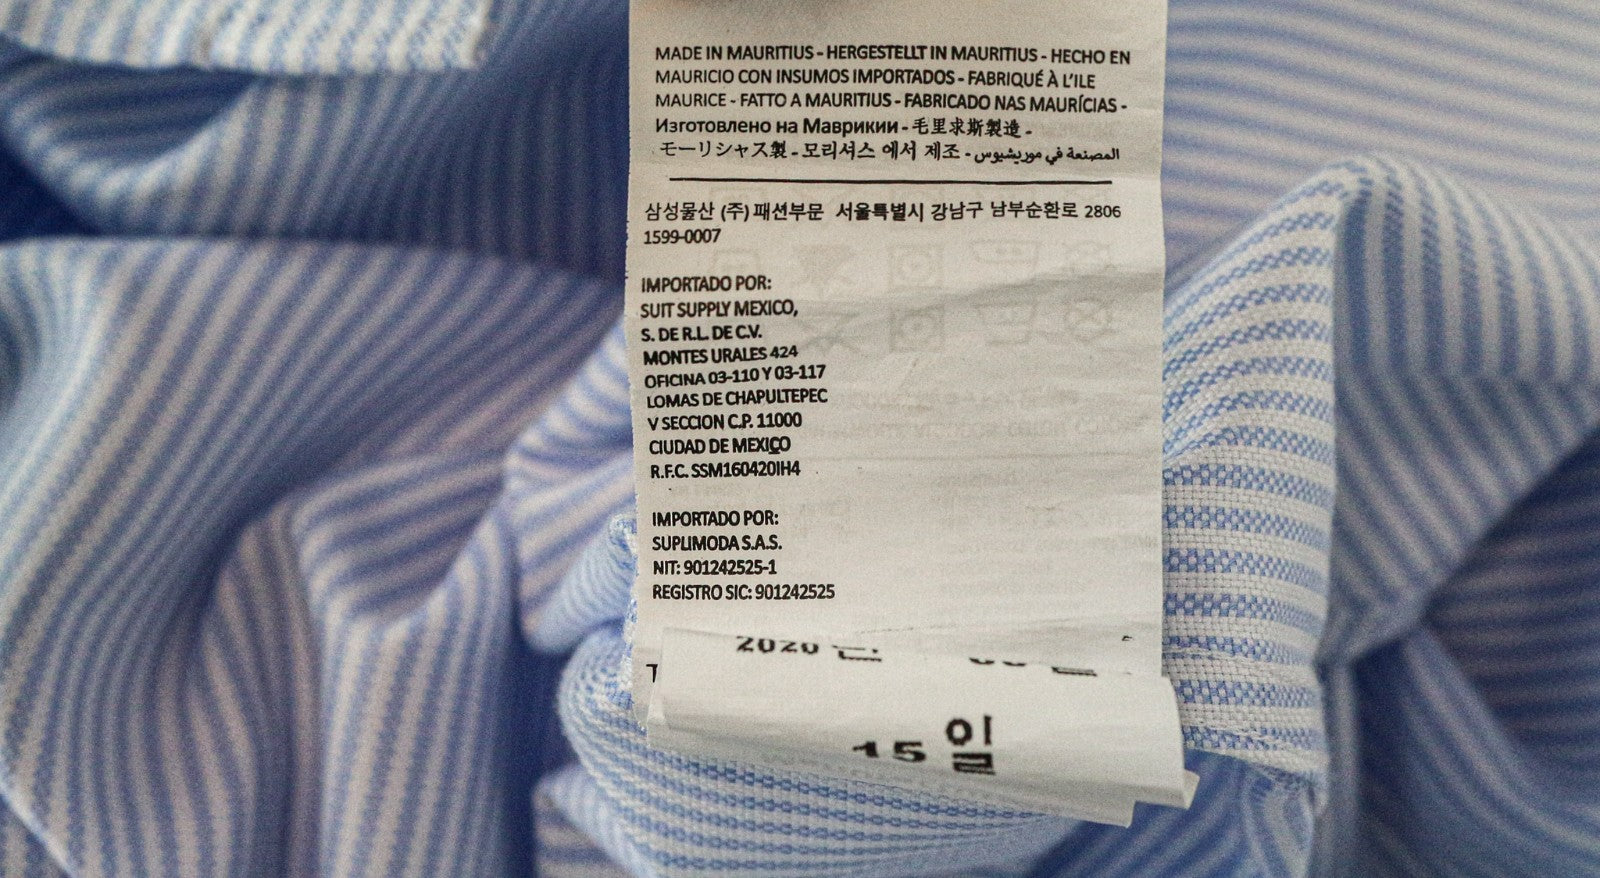 MADE IN MAURITIUS - HERGESTELLT IN MAURITIUS - HECHO EN
MAURICIO CON INSUMOS IMPORTADOS - FABRIQUÉ À L'ILE
MAURICE - FATTO A MAURITIUS - FABRICADO NAS MAURÍCIAS -
Изготовлено на Маврикии - 毛里求斯製造 -
モーリシャス製 - 모리셔스 에서 제조 - المصنعة في موريشيوس
삼성물산 (주) 패션부문 서울특별시 강남구 남부순환로 2806
1599-0007
IMPORTADO POR:
SUIT SUPPLY MEXICO,
S. DE R.L. DE C.V.
MONTES URALES 424
OFICINA 03-110 Y 03-117
LOMAS DE CHAPULTEPEC
V SECCION C.P. 11000
CIUDAD DE MEXICO
R.F.C. SSM160420IH4
IMPORTADO POR:
SUPLIMODA S.A.S.
NIT: 901242525-1
REGISTRO SIC: 901242525
2020
15 일